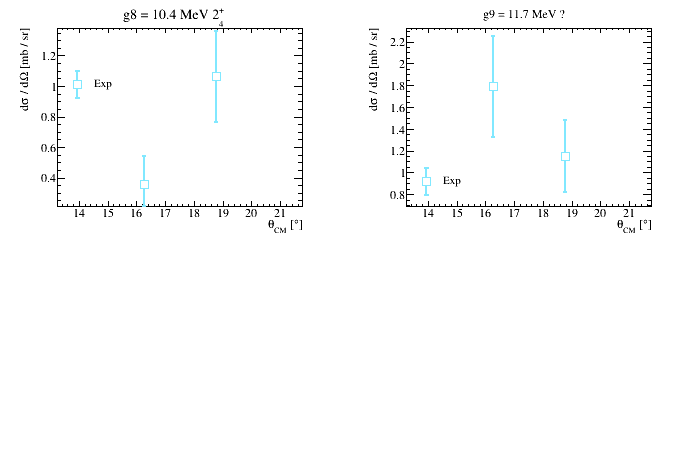 g8 = 10.4 MeV 2⁺₄
dσ / dΩ [mb / sr]
1.2
1
0.8
0.6
0.4
Exp
14 15 16 17 18 19 20 21
θCM [°]
g9 = 11.7 MeV ?
dσ / dΩ [mb / sr]
2.2
2
1.8
1.6
1.4
1.2
1
0.8
Exp
14 15 16 17 18 19 20 21
θCM [°]